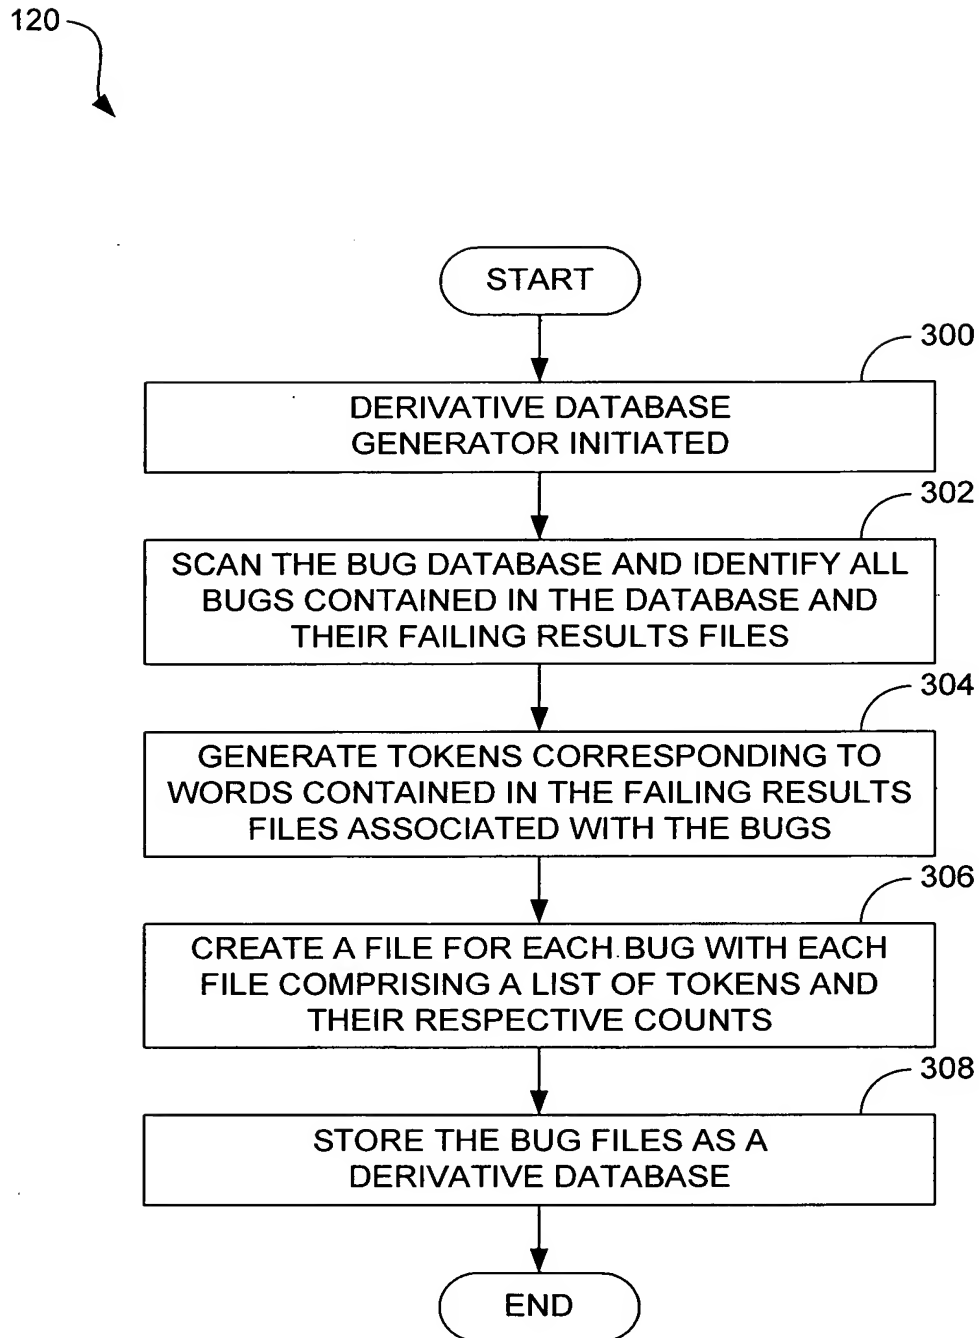 120
START
300
DERIVATIVE DATABASE
GENERATOR INITIATED
302
SCAN THE BUG DATABASE AND IDENTIFY ALL
BUGS CONTAINED IN THE DATABASE AND
THEIR FAILING RESULTS FILES
304
GENERATE TOKENS CORRESPONDING TO
WORDS CONTAINED IN THE FAILING RESULTS
FILES ASSOCIATED WITH THE BUGS
306
CREATE A FILE FOR EACH BUG WITH EACH
FILE COMPRISING A LIST OF TOKENS AND
THEIR RESPECTIVE COUNTS
308
STORE THE BUG FILES AS A
DERIVATIVE DATABASE
END